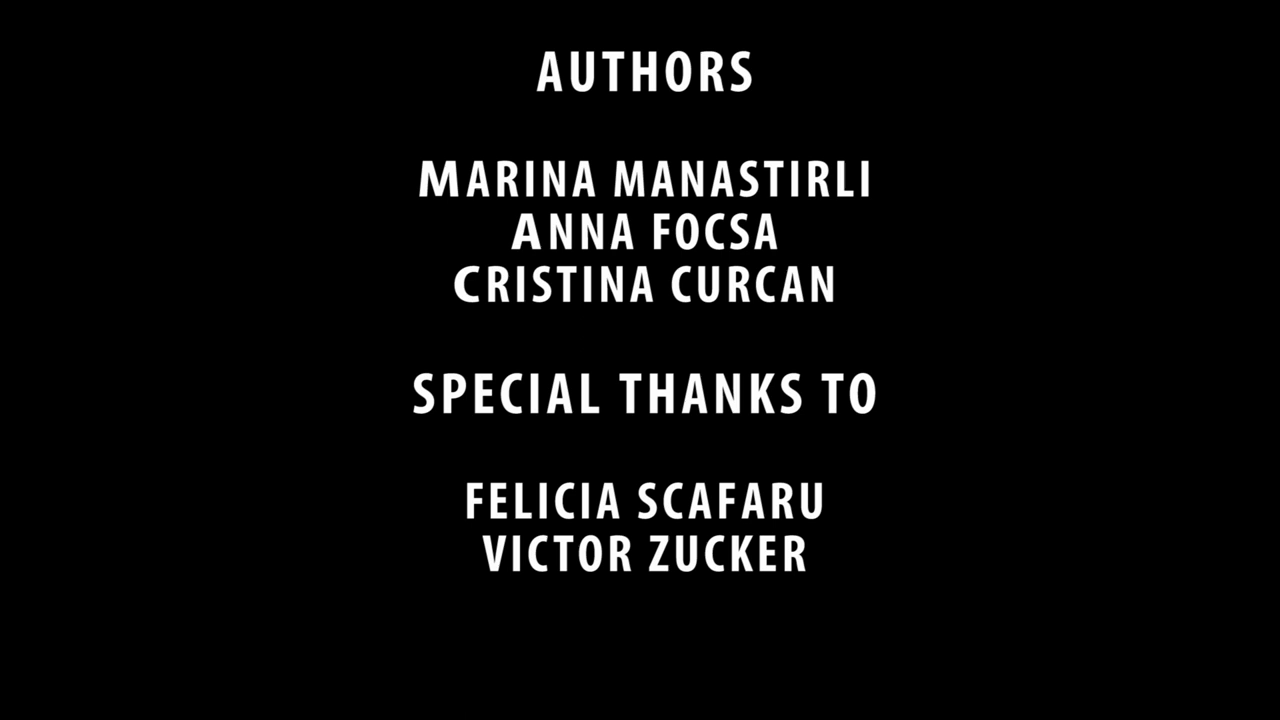 AUTHORS
MARINA MANASTIRLI
ANNA FOCSA
CRISTINA CURCAN
SPECIAL THANKS TO
FELICIA SCAFARU
VICTOR ZUCKER